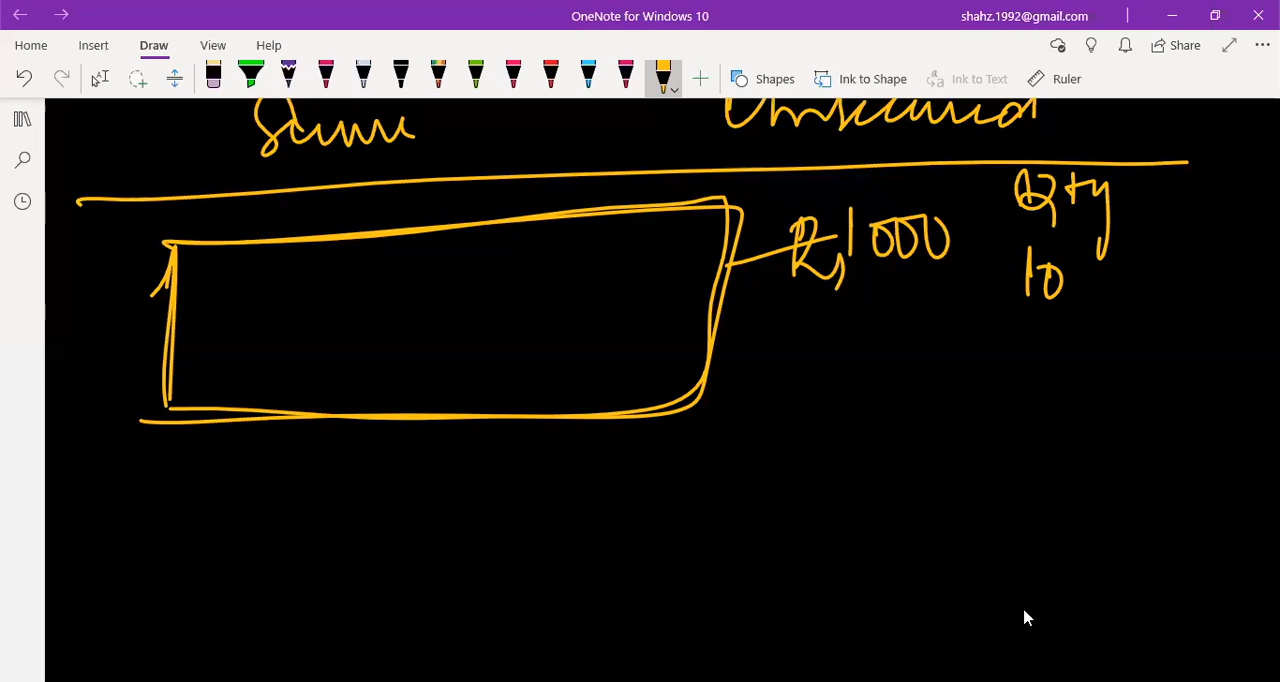 OneNote for Windows 10
shahz.1992@gmail.com
Home Insert Draw View Help
Share
Shapes Ink to Shape Ink to Text Ruler
Qty
1000
10